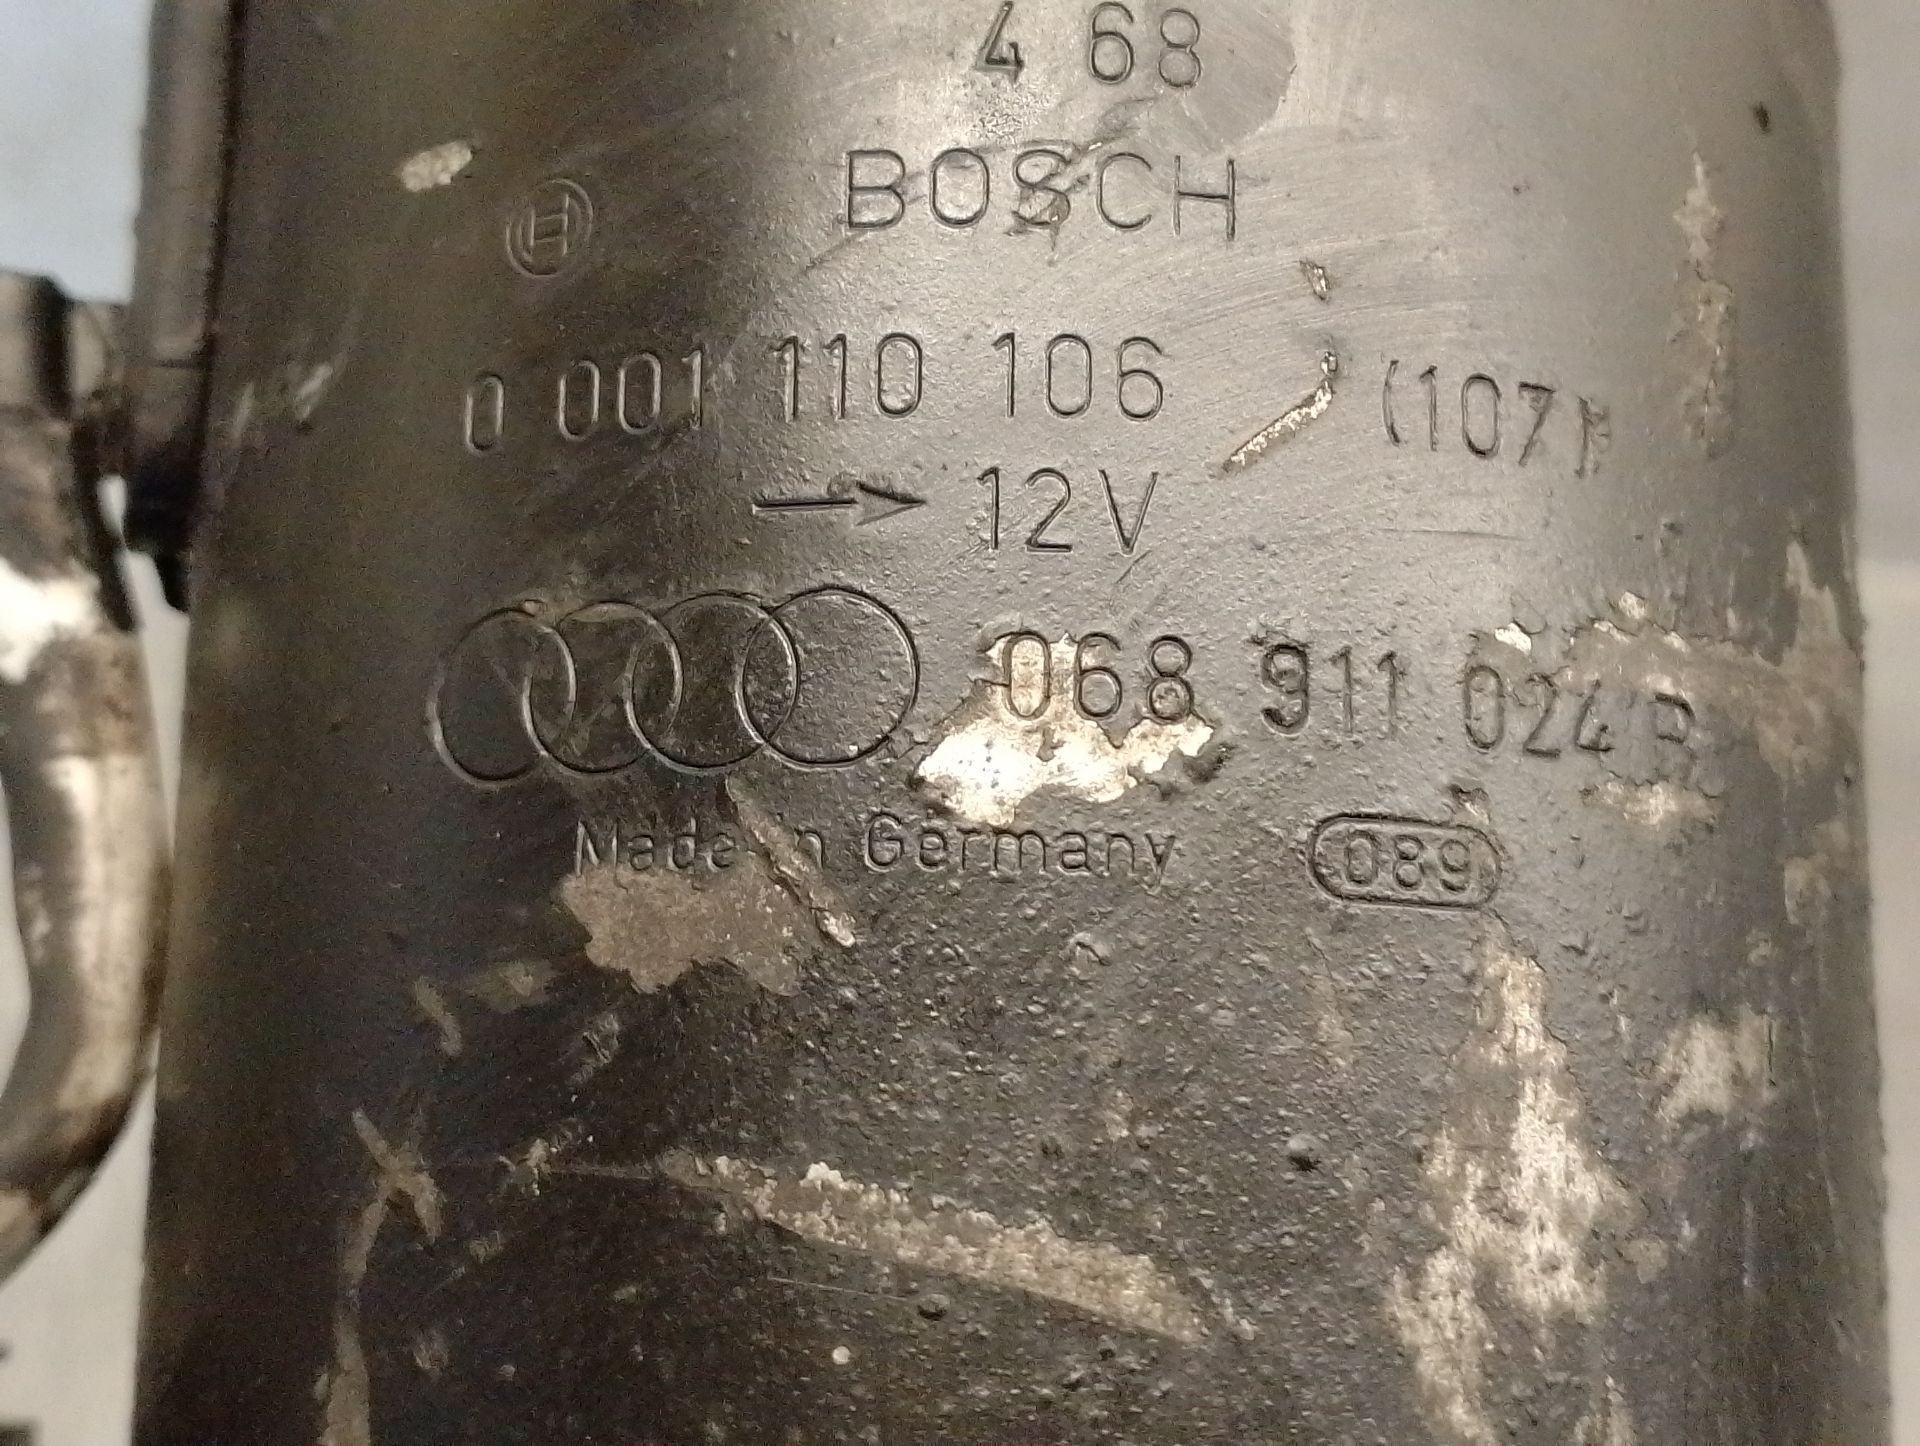 4 68
BOSCH
0 001 110 106 (107)
→ 12V
068 911 024 B
Made in Germany 089